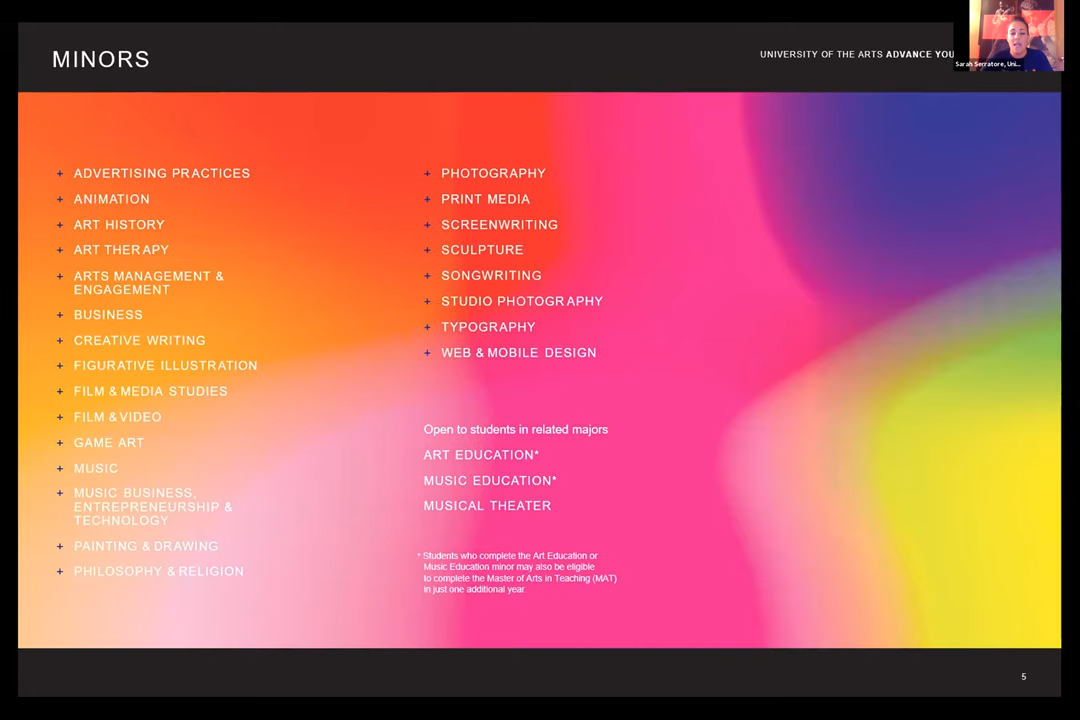 MINORS
UNIVERSITY OF THE ARTS ADVANCE YOU
Sarah Serratore, Uni...
+ ADVERTISING PRACTICES
+ ANIMATION
+ ART HISTORY
+ ART THERAPY
+ ARTS MANAGEMENT &
ENGAGEMENT
+ BUSINESS
+ CREATIVE WRITING
+ FIGURATIVE ILLUSTRATION
+ FILM & MEDIA STUDIES
+ FILM & VIDEO
+ GAME ART
+ MUSIC
+ MUSIC BUSINESS,
ENTREPRENEURSHIP &
TECHNOLOGY
+ PAINTING & DRAWING
+ PHILOSOPHY & RELIGION
+ PHOTOGRAPHY
+ PRINT MEDIA
+ SCREENWRITING
+ SCULPTURE
+ SONGWRITING
+ STUDIO PHOTOGRAPHY
+ TYPOGRAPHY
+ WEB & MOBILE DESIGN
Open to students in related majors
ART EDUCATION*
MUSIC EDUCATION*
MUSICAL THEATER
* Students who complete the Art Education or
Music Education minor may also be eligible
to complete the Master of Arts in Teaching (MAT)
in just one additional year.
5